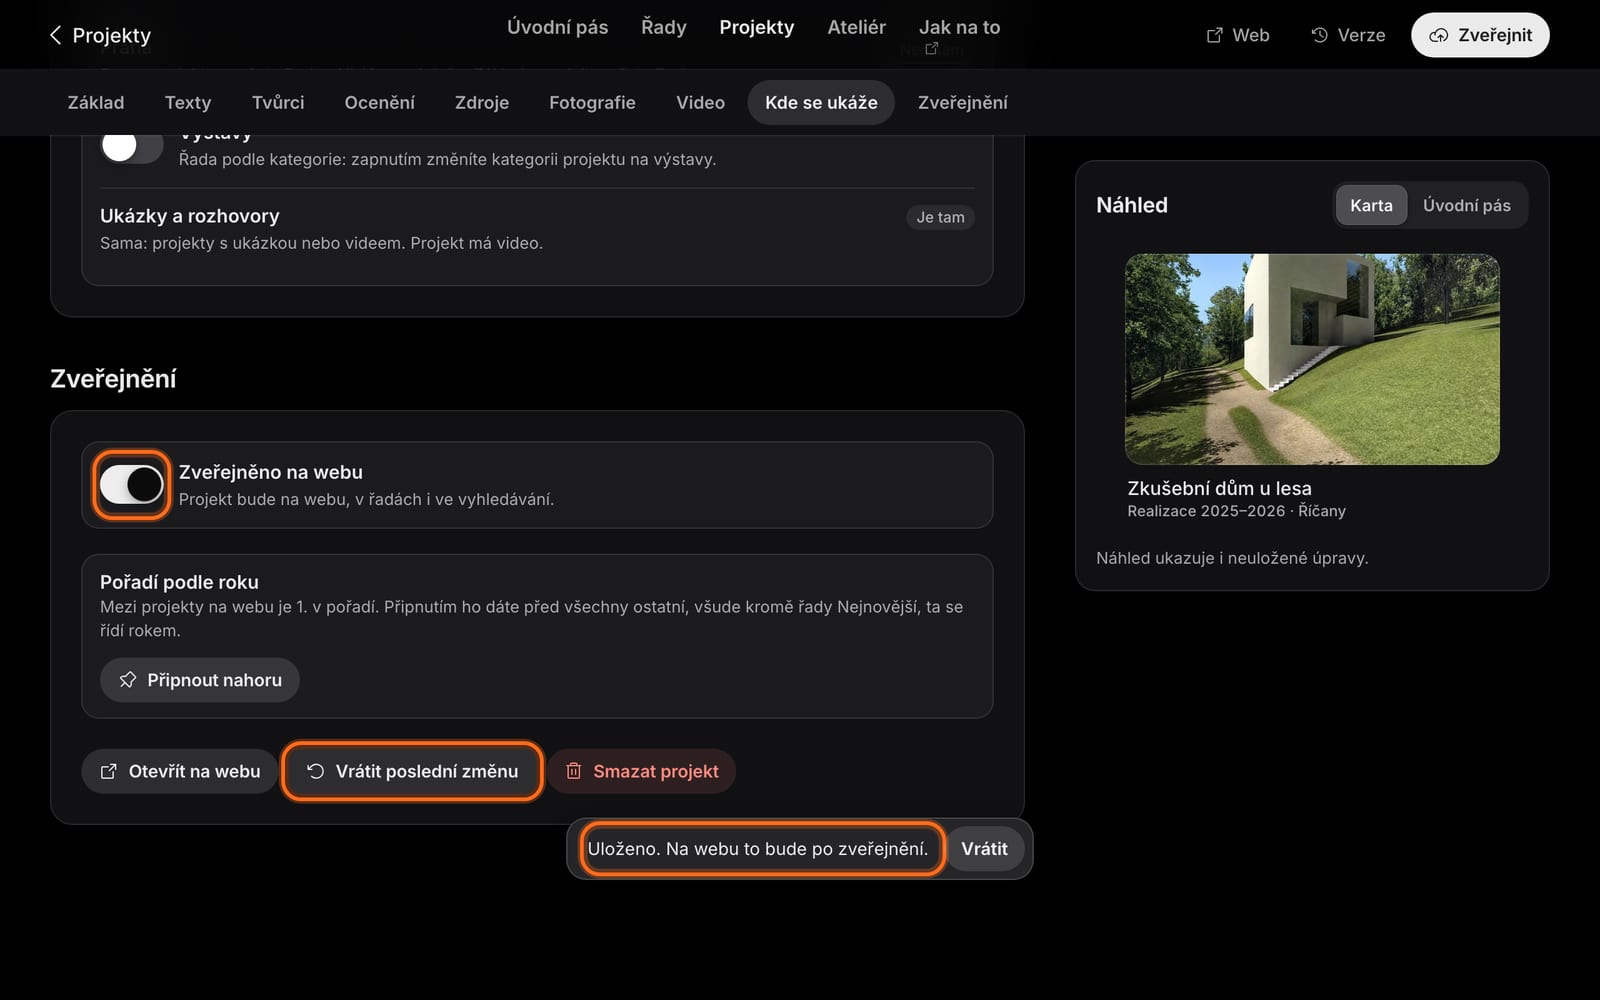 Projekty
Úvodní pás
Řady
Projekty
Ateliér
Jak na to
Web
Verze
Zveřejnit
Základ
Texty
Tvůrci
Ocenění
Zdroje
Fotografie
Video
Kde se ukáže
Zveřejnění
Výstavy
Řada podle kategorie: zapnutím změníte kategorii projektu na výstavy.
Ukázky a rozhovory
Je tam
Sama: projekty s ukázkou nebo videem. Projekt má video.
Zveřejnění
Zveřejněno na webu
Projekt bude na webu, v řadách i ve vyhledávání.
Pořadí podle roku
Mezi projekty na webu je 1. v pořadí. Připnutím ho dáte před všechny ostatní, všude kromě řady Nejnovější, ta se
řídí rokem.
Připnout nahoru
Otevřít na webu
Vrátit poslední změnu
Smazat projekt
Uloženo. Na webu to bude po zveřejnění.
Vrátit
Náhled
Karta
Úvodní pás
Zkušební dům u lesa
Realizace 2025–2026 · Říčany
Náhled ukazuje i neuložené úpravy.